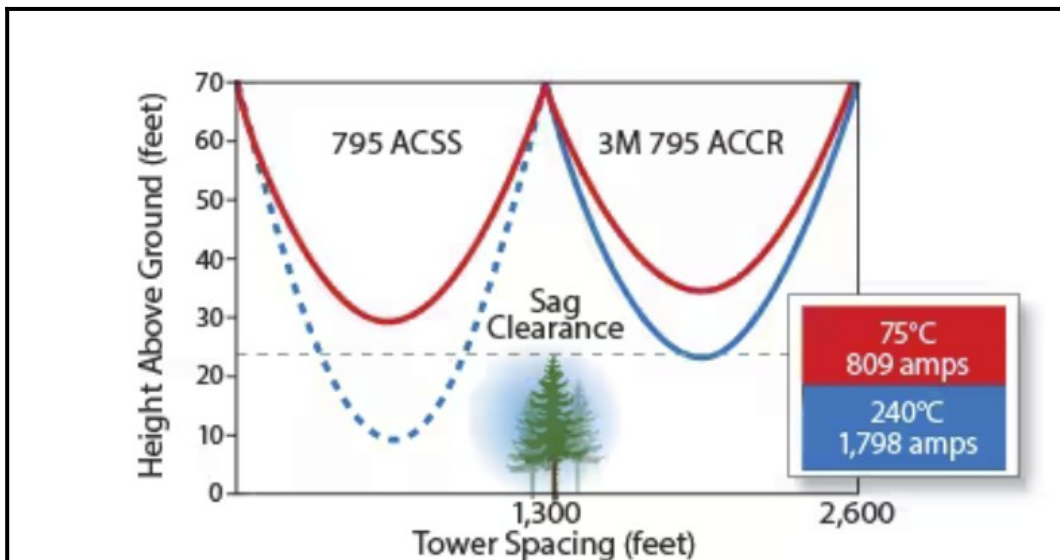 Height Above Ground (feet)
70
60
50
40
30
20
10
0
795 ACSS
3M 795 ACCR
Sag
Clearance
75°C
809 amps
240°C
1,798 amps
1,300
2,600
Tower Spacing (feet)